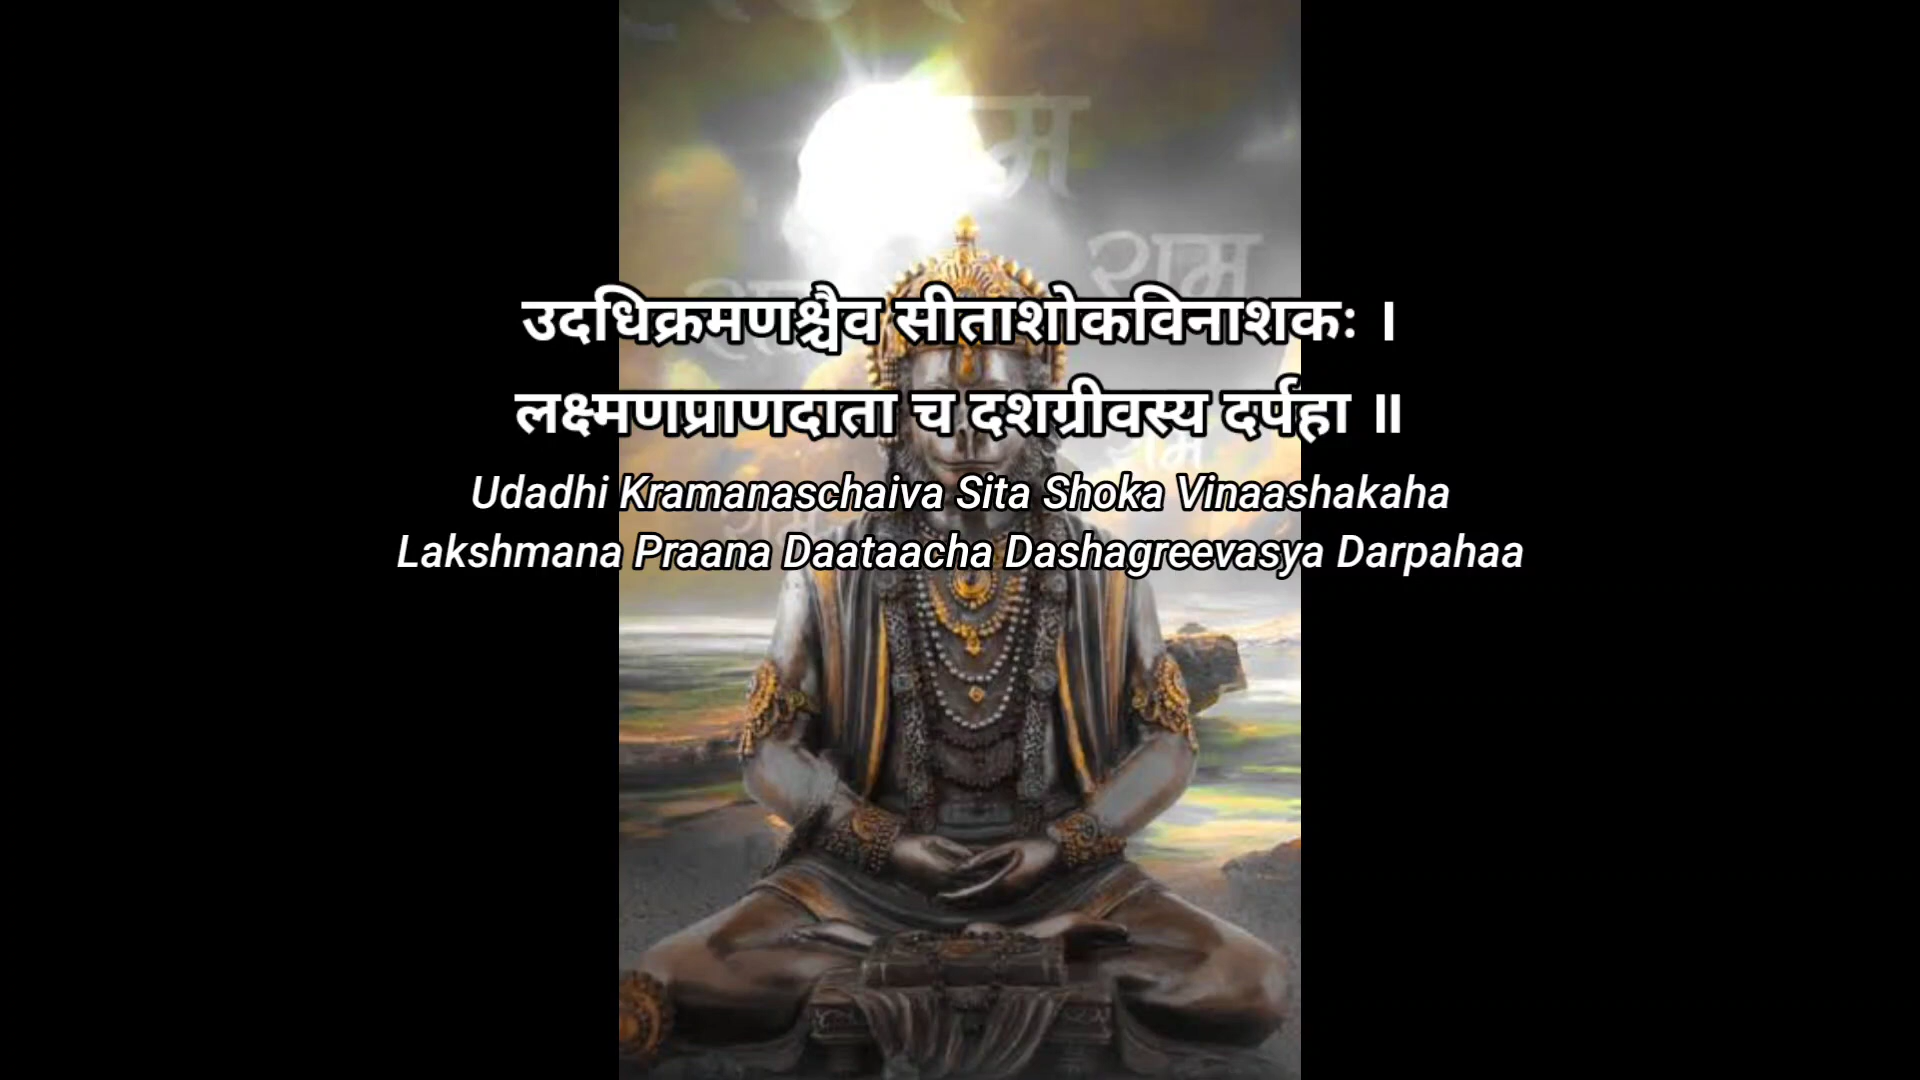 राम
राम
उदधिक्रमणश्चैव सीताशोकविनाशकः ।
लक्ष्मणप्राणदाता च दशग्रीवस्य दर्पहा ॥
राम
Udadhi Kramanaschaiva Sita Shoka Vinaashakaha
Lakshmana Praana Daataacha Dashagreevasya Darpahaa
राम